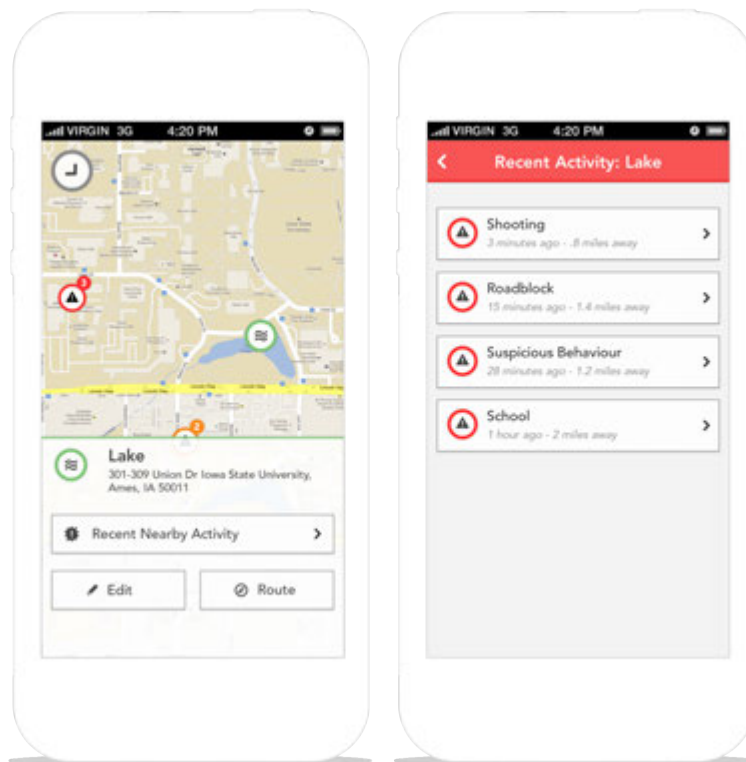 VIRGIN 3G 4:20 PM
3
2
Lake
301-309 Union Dr Iowa State University,
Ames, IA 50011
Recent Nearby Activity
Edit
Route
VIRGIN 3G 4:20 PM
Recent Activity: Lake
Shooting
3 minutes ago - .8 miles away
Roadblock
15 minutes ago - 1.4 miles away
Suspicious Behaviour
28 minutes ago - 1.2 miles away
School
1 hour ago - 2 miles away